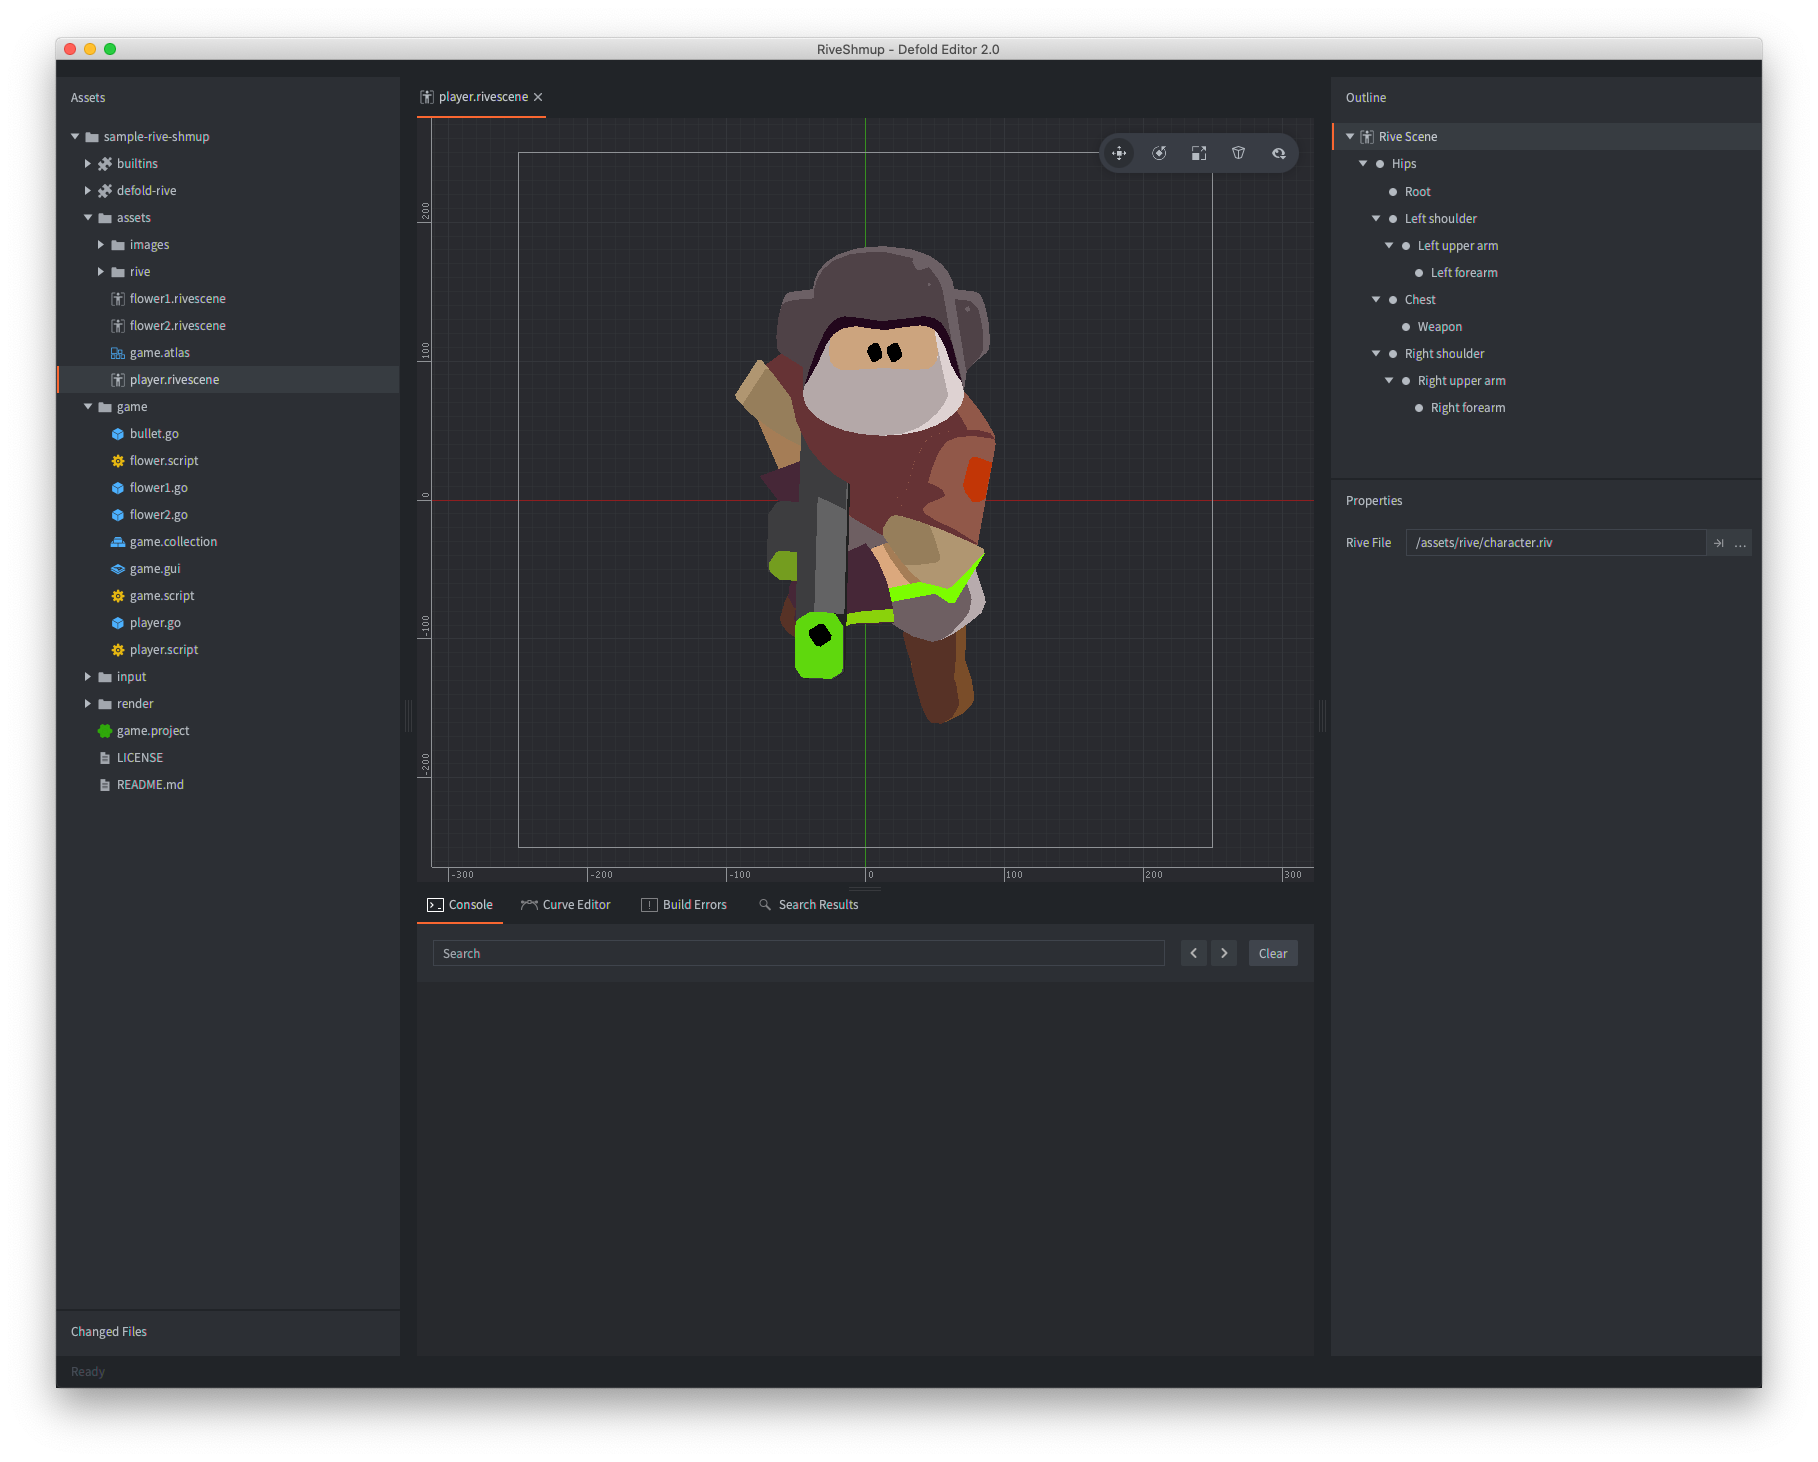 RiveShmup - Defold Editor 2.0
Assets
sample-rive-shmup
builtins
defold-rive
assets
images
rive
flower1.rivescene
flower2.rivescene
game.atlas
player.rivescene
game
bullet.go
flower.script
flower1.go
flower2.go
game.collection
game.gui
game.script
player.go
player.script
input
render
game.project
LICENSE
README.md
Changed Files
Ready
player.rivescene
200
100
0
-100
-200
-300 -200 -100 0 100 200 300
Console Curve Editor Build Errors Search Results
Search Clear
Outline
Rive Scene
Hips
Root
Left shoulder
Left upper arm
Left forearm
Chest
Weapon
Right shoulder
Right upper arm
Right forearm
Properties
Rive File /assets/rive/character.riv ...